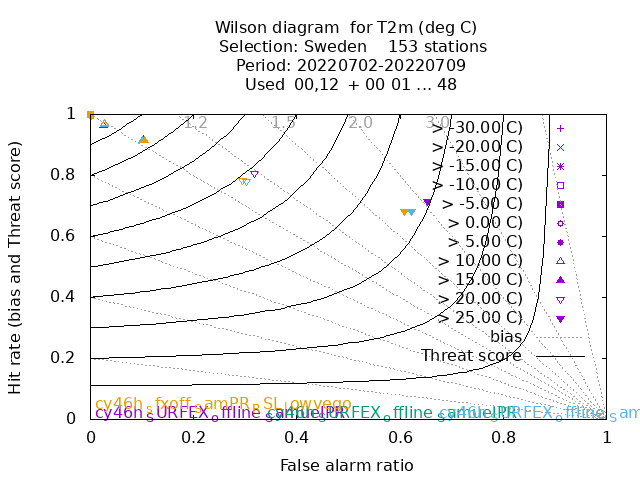 Wilson diagram for T2m (deg C)
Selection: Sweden 153 stations
Period: 20220702-20220709
Used 00,12 + 00 01 ... 48
1.2 1.5 2.0 3.0
> -30.00 C)
> -20.00 C)
> -15.00 C)
> -10.00 C)
> -5.00 C)
> 0.00 C)
> 5.00 C)
> 10.00 C)
> 15.00 C)
> 20.00 C)
> 25.00 C)
bias
Threat score
Hit rate (bias and Threat score)
1
0.8
0.6
0.4
0.2
0
cy46h_sfxoff_samPR_RSL_lowvego
cy46h_SURFEX_offline
0 0.2 0.4 0.6 0.8 1
False alarm ratio